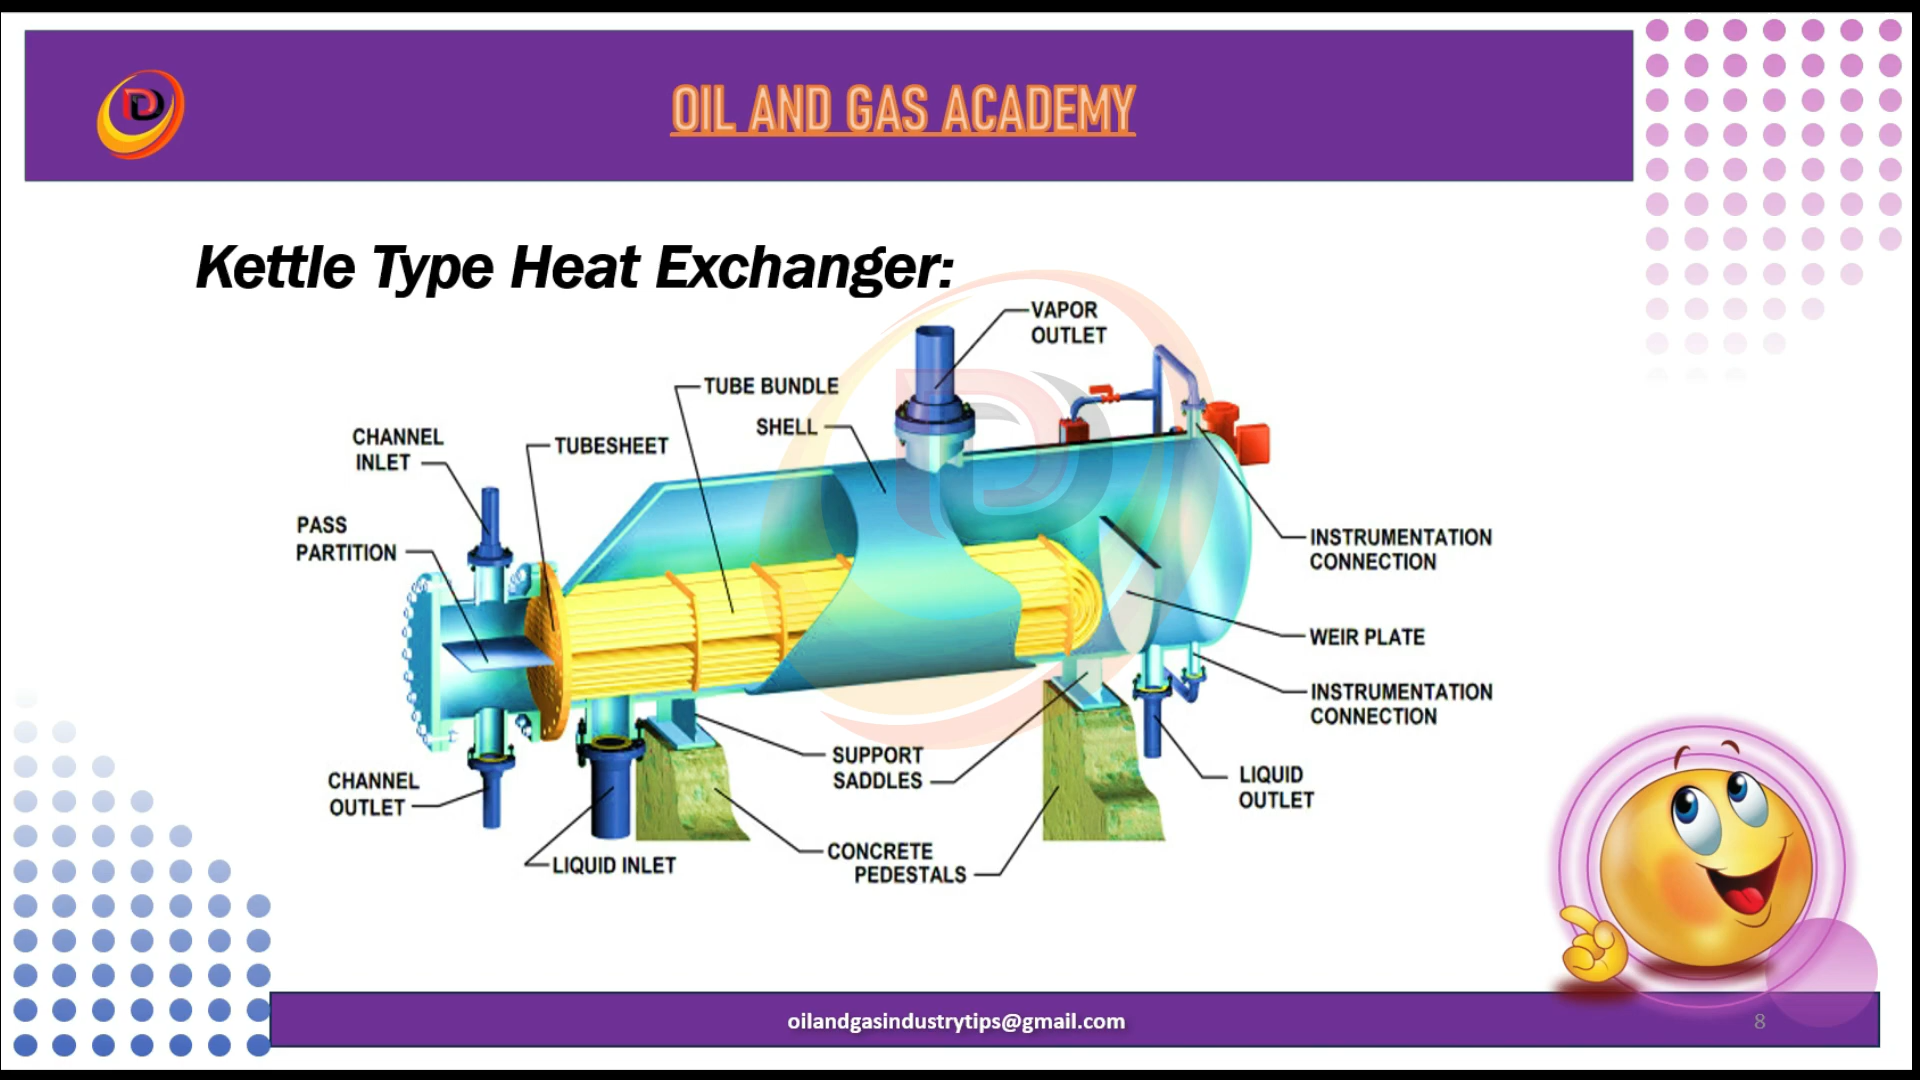 OIL AND GAS ACADEMY
Kettle Type Heat Exchanger:
VAPOR
OUTLET
TUBE BUNDLE
SHELL
CHANNEL
INLET
TUBESHEET
PASS
PARTITION
INSTRUMENTATION
CONNECTION
WEIR PLATE
INSTRUMENTATION
CONNECTION
SUPPORT
SADDLES
LIQUID
OUTLET
CHANNEL
OUTLET
LIQUID INLET
CONCRETE
PEDESTALS
oilandgasindustrytips@gmail.com
8